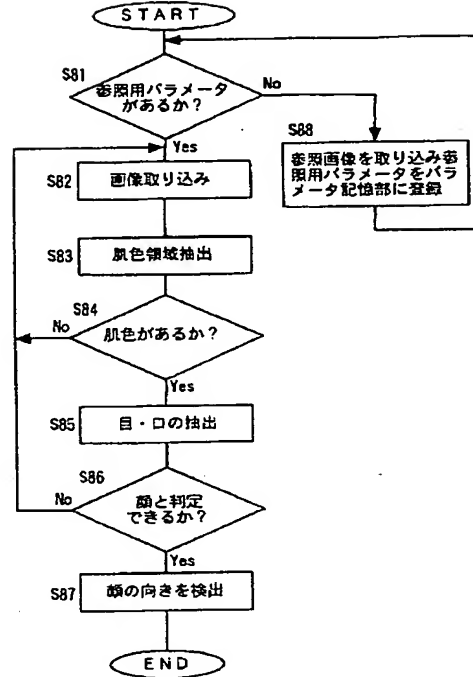 START
S81
参照用パラメータ
があるか?
No
Yes
S88
参照画像を取り込み参
照用パラメータをパラ
メータ記憶部に登録
S82
画像取り込み
S83
肌色領域抽出
S84
No
肌色があるか?
Yes
S85
目・口の抽出
S86
No
顔と判定
できるか?
Yes
S87
顔の向きを検出
END